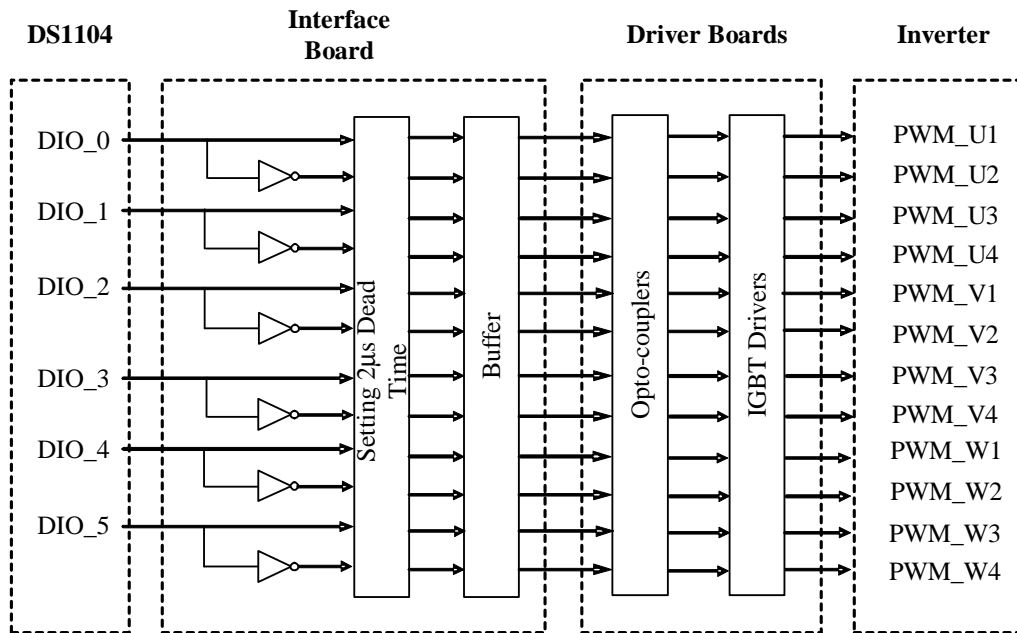 DS1104
Interface
Board
Driver Boards
Inverter
DIO_0
DIO_1
DIO_2
DIO_3
DIO_4
DIO_5
Setting 2μs Dead
Time
Buffer
Opto-couplers
IGBT Drivers
PWM_U1
PWM_U2
PWM_U3
PWM_U4
PWM_V1
PWM_V2
PWM_V3
PWM_V4
PWM_W1
PWM_W2
PWM_W3
PWM_W4